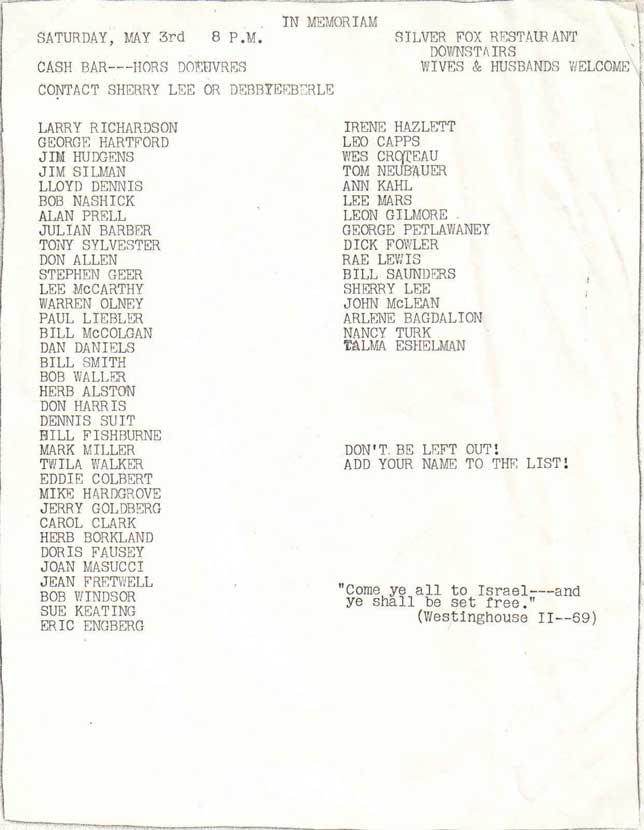 IN MEMORIAM
SATURDAY, MAY 3rd 8 P.M.
SILVER FOX RESTAURANT
DOWNSTAIRS
CASH BAR---HORS DOEUVRES
WIVES & HUSBANDS WELCOME
CONTACT SHERRY LEE OR DEBBIEEBERLE
LARRY RICHARDSON
GEORGE HARTFORD
JIM HUDGENS
JIM SILMAN
LLOYD DENNIS
BOB NASHICK
ALAN PRELL
JULIAN BARBER
TONY SYLVESTER
DON ALLEN
STEPHEN GEER
LEE McCARTHY
WARREN OLNEY
PAUL LIEBLER
BILL McCOLGAN
DAN DANIELS
BILL SMITH
BOB WALLER
HERB ALSTON
DON HARRIS
DENNIS SUIT
BILL FISHBURNE
MARK MILLER
TWILA WALKER
EDDIE COLBERT
MIKE HARDGROVE
JERRY GOLDBERG
CAROL CLARK
HERB BORKLAND
DORIS FAUSEY
JOAN MASUCCI
JEAN FRETWELL
BOB WINDSOR
SUE KEATING
ERIC ENGBERG
IRENE HAZLETT
LEO CAPPS
WES CROTEAU
TOM NEUBAUER
ANN KAHL
LEE MARS
LEON GILMORE
GEORGE PETLAWANEY
DICK FOWLER
RAE LEWIS
BILL SAUNDERS
SHERRY LEE
JOHN McLEAN
ARLENE BAGDALION
NANCY TURK
TALMA ESHELMAN
DON'T BE LEFT OUT!
ADD YOUR NAME TO THE LIST!
"Come ye all to Israel---and
ye shall be set free."
(Westinghouse II--69)